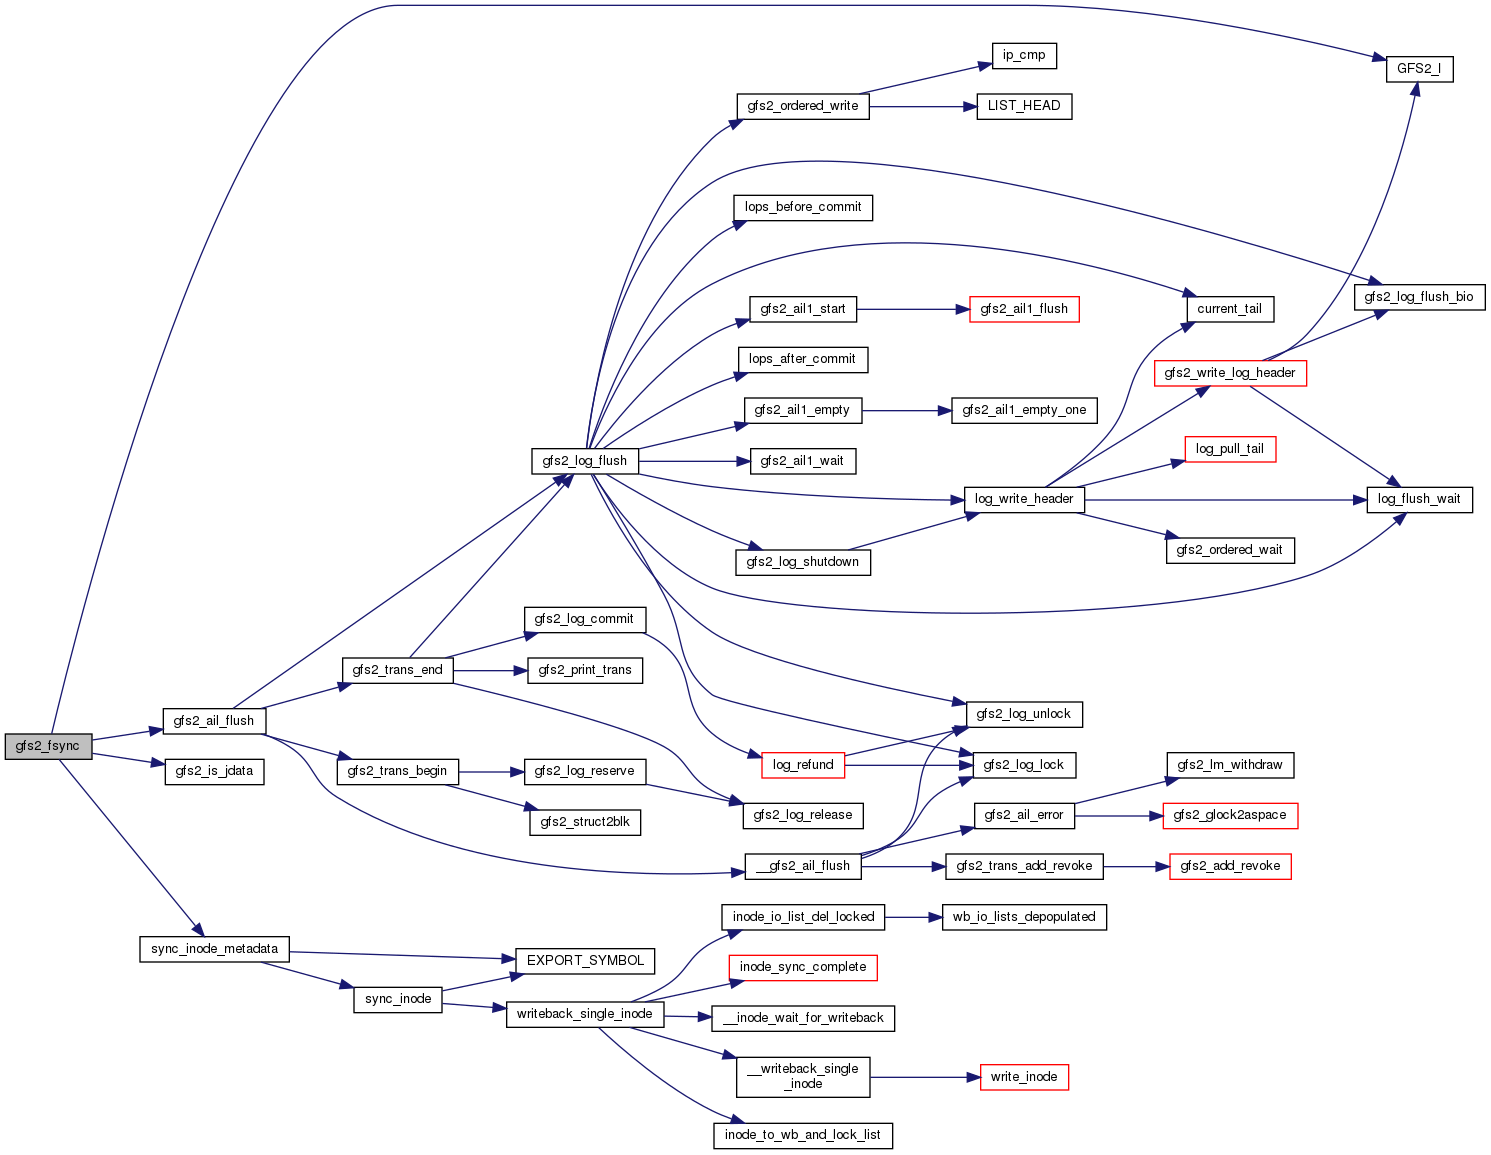 ip_cmp
GFS2_I
gfs2_ordered_write
LIST_HEAD
lops_before_commit
gfs2_log_flush_bio
gfs2_ail1_start
gfs2_ail1_flush
current_tail
lops_after_commit
gfs2_write_log_header
gfs2_ail1_empty
gfs2_ail1_empty_one
gfs2_log_flush
gfs2_ail1_wait
log_pull_tail
log_write_header
log_flush_wait
gfs2_log_shutdown
gfs2_ordered_wait
gfs2_log_commit
gfs2_trans_end
gfs2_print_trans
gfs2_ail_flush
gfs2_log_unlock
gfs2_fsync
gfs2_is_jdata
gfs2_trans_begin
gfs2_log_reserve
log_refund
gfs2_log_lock
gfs2_lm_withdraw
gfs2_struct2blk
gfs2_log_release
gfs2_ail_error
gfs2_glock2aspace
__gfs2_ail_flush
gfs2_trans_add_revoke
gfs2_add_revoke
inode_io_list_del_locked
wb_io_lists_depopulated
sync_inode_metadata
EXPORT_SYMBOL
inode_sync_complete
sync_inode
writeback_single_inode
__inode_wait_for_writeback
__writeback_single
_inode
write_inode
inode_to_wb_and_lock_list